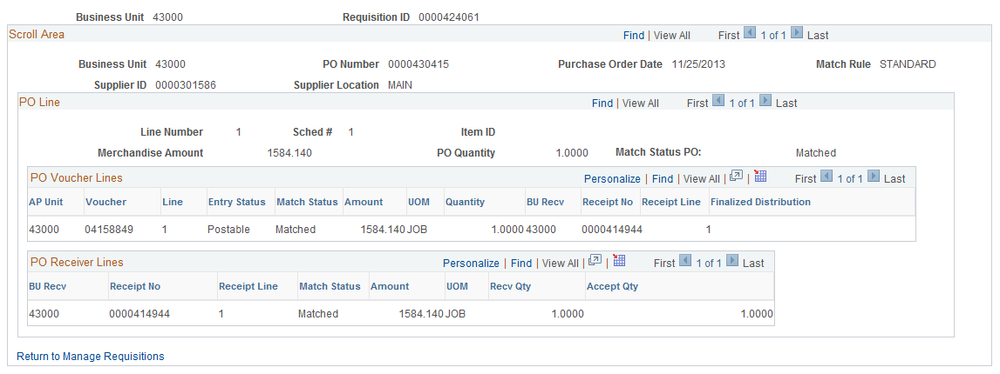 Business Unit 43000 Requisition ID 0000424061
Scroll Area Find | View All First 1 of 1 Last
Business Unit 43000 PO Number 0000430415 Purchase Order Date 11/25/2013 Match Rule STANDARD
Supplier ID 0000301586 Supplier Location MAIN
PO Line Find | View All First 1 of 1 Last
Line Number 1 Sched # 1 Item ID
Merchandise Amount 1584.140 PO Quantity 1.0000 Match Status PO: Matched
PO Voucher Lines Personalize | Find | View All | | First 1 of 1 Last
AP Unit Voucher Line Entry Status Match Status Amount UOM Quantity BU Recv Receipt No Receipt Line Finalized Distribution
43000 04158849 1 Postable Matched 1584.140 JOB 1.0000 43000 0000414944 1
PO Receiver Lines Personalize | Find | View All | | First 1 of 1 Last
BU Recv Receipt No Receipt Line Match Status Amount UOM Recv Qty Accept Qty
43000 0000414944 1 Matched 1584.140 JOB 1.0000 1.0000
Return to Manage Requisitions